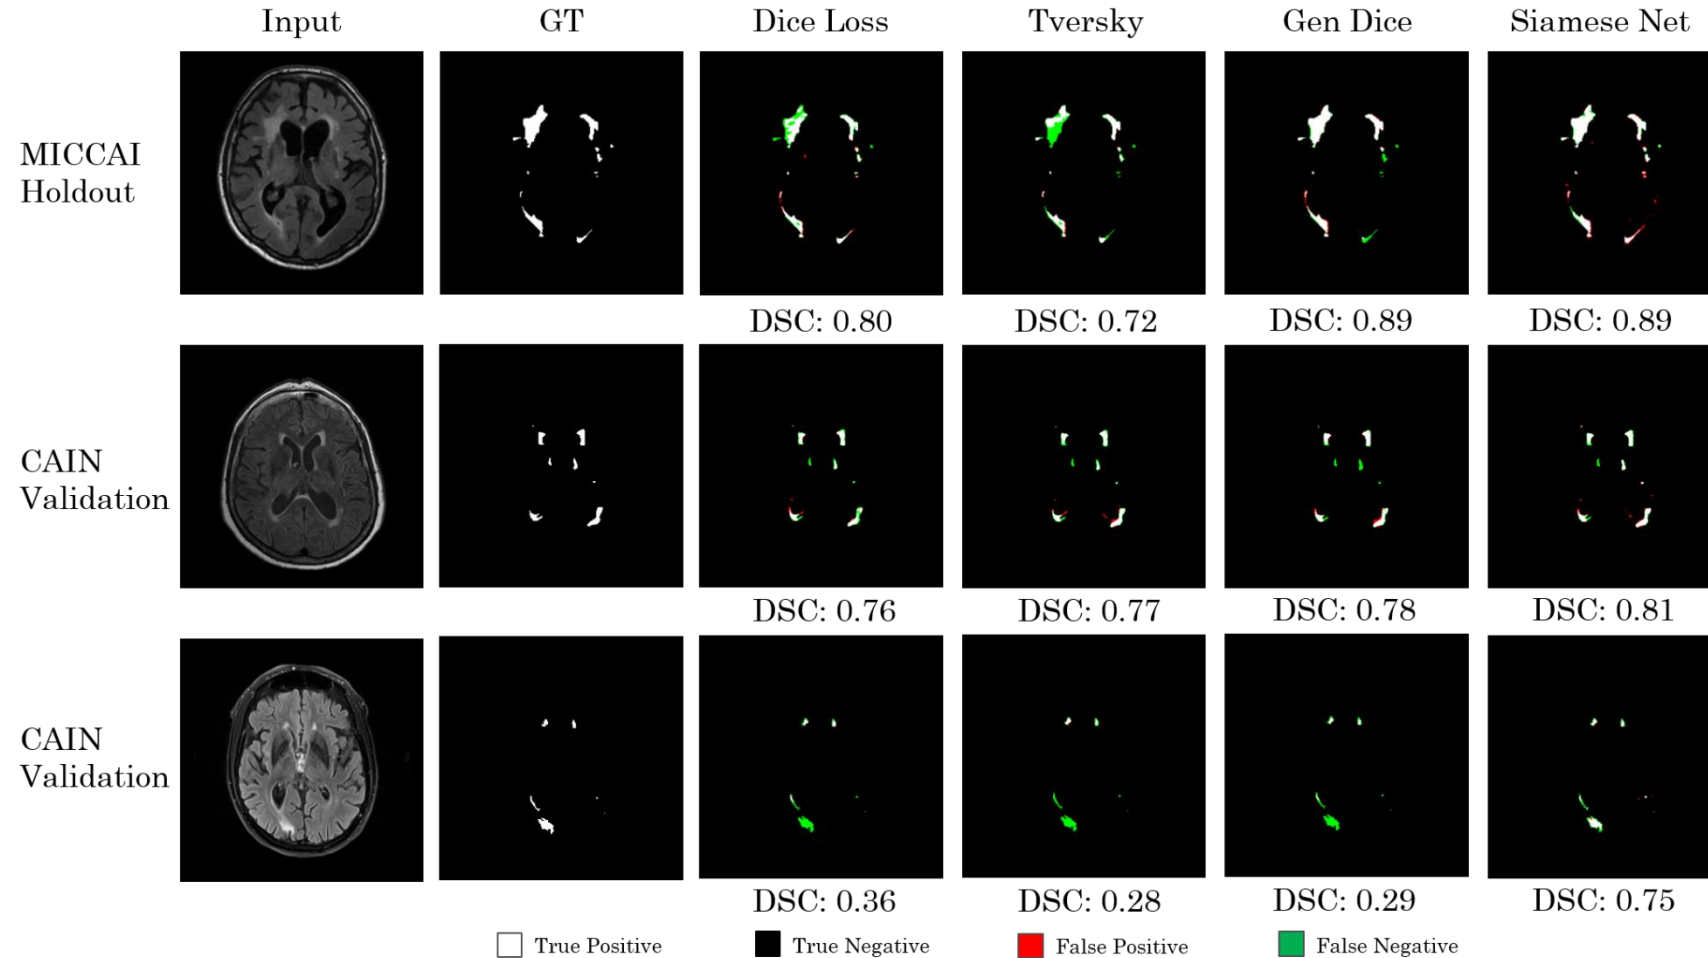 Input GT Dice Loss Tversky Gen Dice Siamese Net
MICCAI
Holdout
DSC: 0.80 DSC: 0.72 DSC: 0.89 DSC: 0.89
CAIN
Validation
DSC: 0.76 DSC: 0.77 DSC: 0.78 DSC: 0.81
CAIN
Validation
DSC: 0.36 DSC: 0.28 DSC: 0.29 DSC: 0.75
True Positive True Negative False Positive False Negative